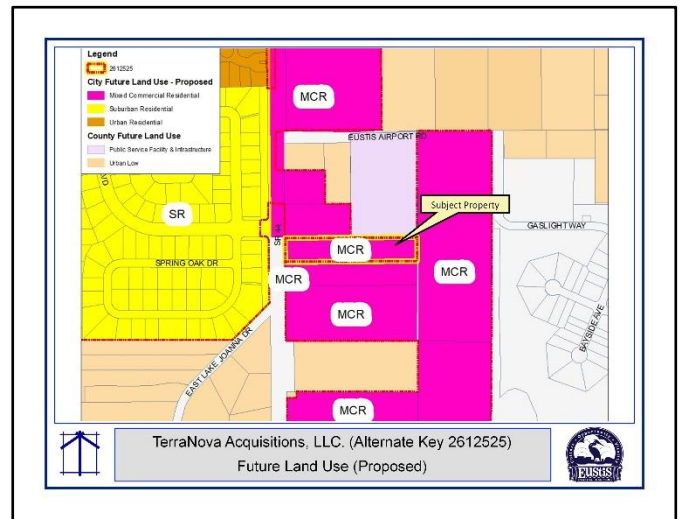 Legend
2612525
City Future Land Use - Proposed
Mixed Commercial Residential
Suburban Residential
Urban Residential
County Future Land Use
Public Service Facility & Infrastructure
Urban Low
MCR
EUSTIS AIRPORT RD
Subject Property
SR
SR 44
MCR
GASLIGHT WAY
SPRING OAK DR
MCR
MCR
MCR
BAYSIDE AVE
EAST LAKE JOANNA DR
MCR
TerraNova Acquisitions, LLC. (Alternate Key 2612525)
Future Land Use (Proposed)
EUSTIS